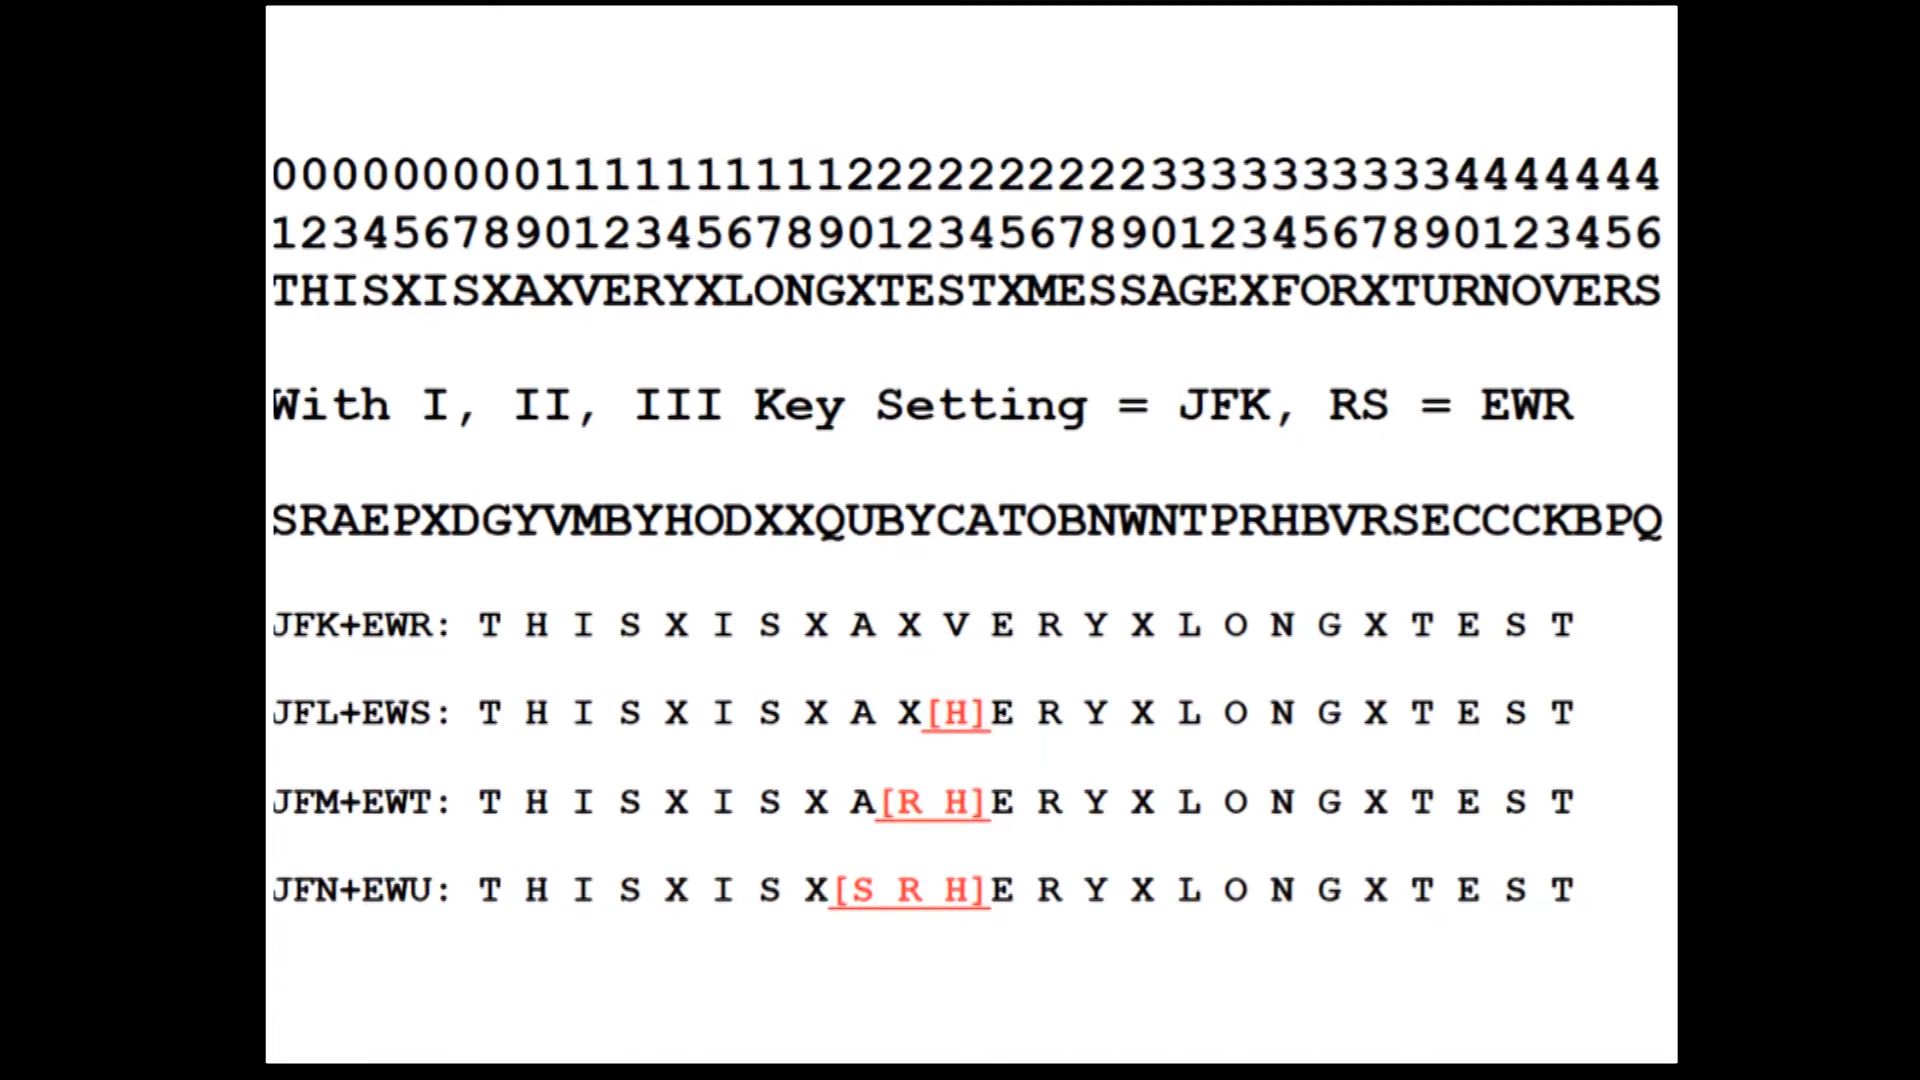 0000000001111111111222222222233333333334444444
1234567890123456789012345678901234567890123456
THISXISXAXVERYXLONGXTESTXMESSAGEXFORXTURNOVERS
With I, II, III Key Setting = JFK, RS = EWR
SRAEPXDGYVMBYHODXXQUBYCATOBNWNTPRHBVRSECCCKBPQ
JFK+EWR: T H I S X I S X A X V E R Y X L O N G X T E S T
JFL+EWS: T H I S X I S X A X[H]E R Y X L O N G X T E S T
JFM+EWT: T H I S X I S X A[R H]E R Y X L O N G X T E S T
JFN+EWU: T H I S X I S X[S R H]E R Y X L O N G X T E S T